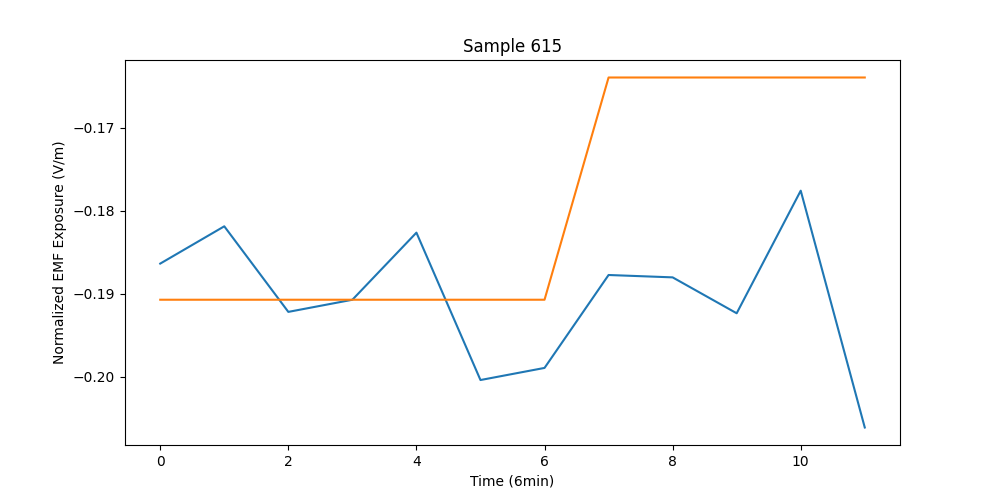 Sample 615
Normalized EMF Exposure (V/m)
−0.17
−0.18
−0.19
−0.20
0 2 4 6 8 10
Time (6min)